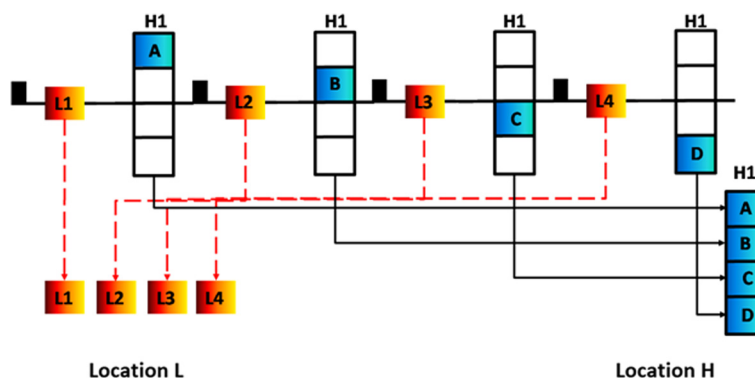 H1 H1 H1 H1
A
B
L1 L2 L3 L4
C
D
H1
A
B
C
L1 L2 L3 L4
D
Location L Location H